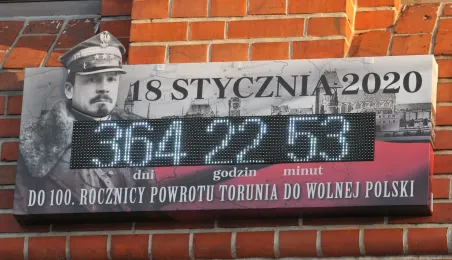 18 STYCZNIA 2020
364 22 53
dni godzin minut
DO 100. ROCZNICY POWROTU TORUNIA DO WOLNEJ POLSKI